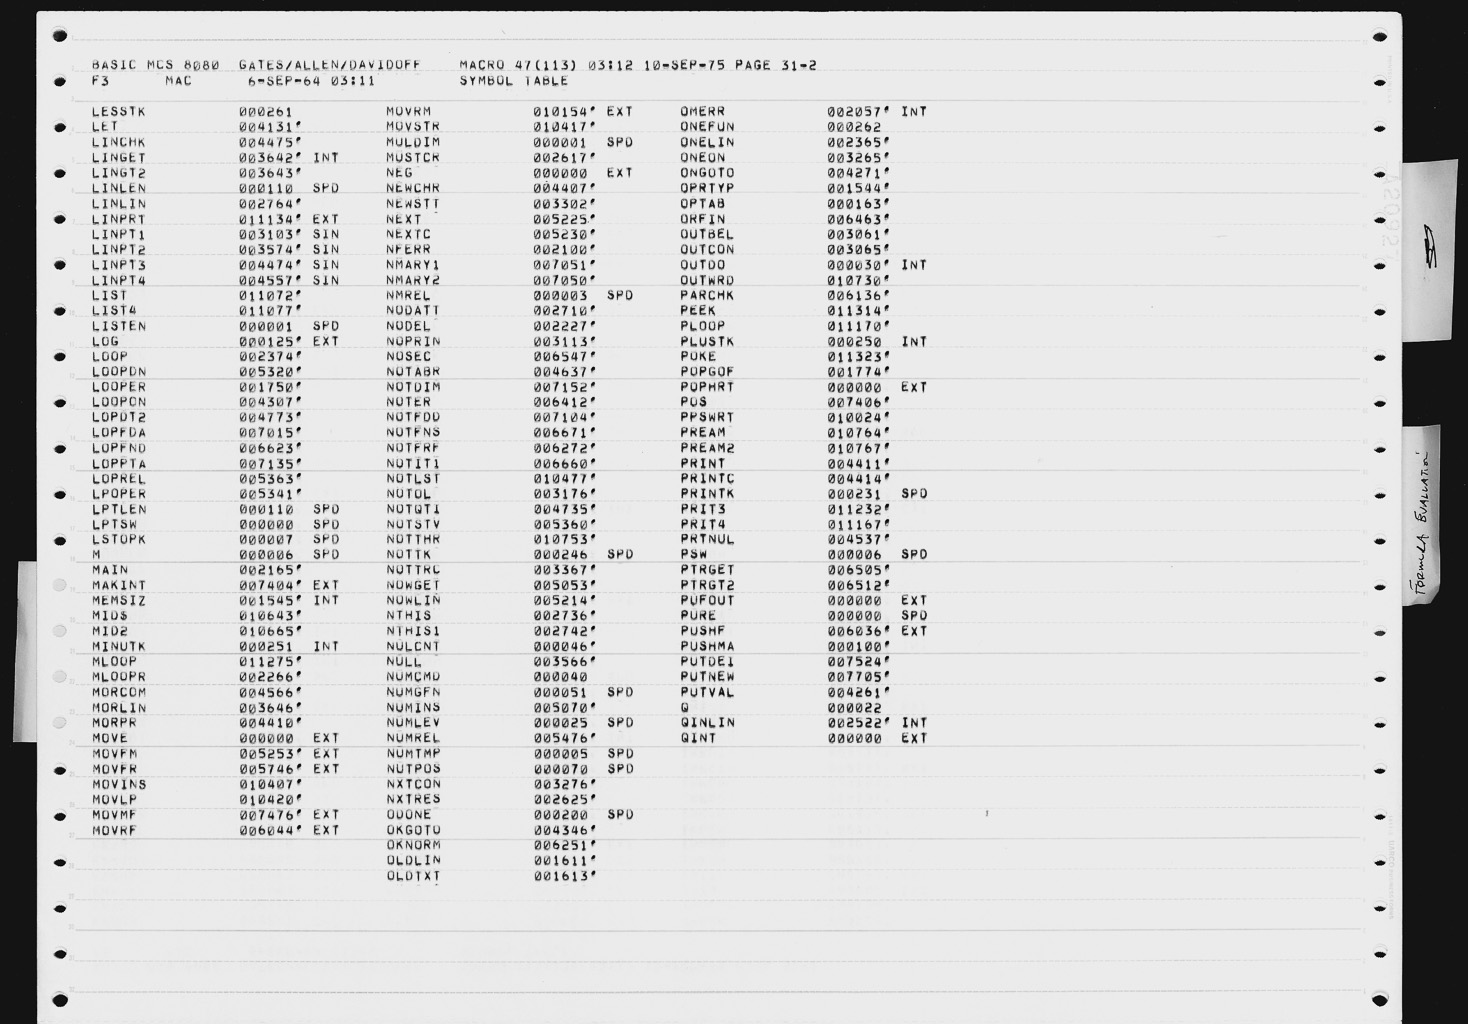 BASIC MCS 8080 GATES/ALLEN/DAVIDOFF MACRO 47(113) 03:12 10-SEP-75 PAGE 31-2
F3 MAC 6-SEP-64 03:11 SYMBOL TABLE
LESSTK 000261 MOVRM 010154' EXT OMERR 002057' INT
LET 004131' MOVSTR 010417' ONEFUN 000262
LINCHK 004475' MULDIM 000001 SPD ONELIN 002365'
LINGET 003642' INT MUSTCR 002617' ONEON 003265'
LINGT2 003643' NEG 000000 EXT ONGOTO 004271'
LINLEN 000110 SPD NEWCHR 004407' OPRTYP 001544'
LINLIN 002764' NEWSTT 003302' OPTAB 000163'
LINPRT 011134' EXT NEXT 005225' ORFIN 006463'
LINPT1 003103' SIN NEXTC 005230' OUTBEL 003061'
LINPT2 003574' SIN NFERR 002100' OUTCON 003065'
LINPT3 004474' SIN NMARY1 007051' OUTDO 000030' INT
LINPT4 004557' SIN NMARY2 007050' OUTWRD 010730'
LIST 011072' NMREL 000003 SPD PARCHK 006136'
LIST4 011077' NODATT 002710' PEEK 011314'
LISTEN 000001 SPD NODEL 002227' PLOOP 011170'
LOG 000125' EXT NOPRIN 003113' PLUSTK 000250 INT
LOOP 002374' NOSEC 006547' POKE 011323'
LOOPDN 005320' NOTABR 004637' POPGOF 001774'
LOOPER 001750' NOTDIM 007152' POPHRT 000000 EXT
LOOPCN 004307' NOTER 006412' POS 007406'
LOPDT2 004773' NOTFDD 007104' PPSWRT 010024'
LOPFDA 007015' NOTFNS 006671' PREAM 010764'
LOPFND 006623' NOTFRF 006272' PREAM2 010767'
LOPPTA 007135' NOTITI 006660' PRINT 004411'
LOPREL 005363' NOTLST 010477' PRINTC 004414'
LPOPER 005341' NOTOL 003176' PRINTK 000231 SPD
LPTLEN 000110 SPD NOTQTI 004735' PRIT3 011232'
LPTSW 000000 SPD NOTSTV 005360' PRIT4 011167'
LSTOPK 000007 SPD NOTTHR 010753' PRTNUL 004537'
M 000006 SPD NOTTK 000246 SPD PSW 000006 SPD
MAIN 002165' NOTTRC 003367' PTRGET 006505'
MAKINT 007404' EXT NOWGET 005053' PTRGT2 006512'
MEMSIZ 001545' INT NOWLIN 005214' PUFOUT 000000 EXT
MID$ 010643' NTHIS 002736' PURE 000000 SPD
MID2 010665' NTHIS1 002742' PUSHF 006036' EXT
MINUTK 000251 INT NULCNT 000046' PUSHMA 000100'
MLOOP 011275' NULL 003566' PUTDEI 007524'
MLOOPR 002266' NUMCMD 000040 PUTNEW 007705'
MORCOM 004566' NUMGFN 000051 SPD PUTVAL 004261'
MORLIN 003646' NUMINS 005070' Q 000022
MORPR 004410' NUMLEV 000025 SPD QINLIN 002522' INT
MOVE 000000 EXT NUMREL 005476' QINT 000000 EXT
MOVFM 005253' EXT NUMTMP 000005 SPD
MOVFR 005746' EXT NUTPOS 000070 SPD
MOVINS 010407' NXTCON 003276'
MOVLP 010420' NXTRES 002625'
MOVMF 007476' EXT ODONE 000200 SPD
MOVRF 006044' EXT OKGOTO 004346'
OKNORM 006251'
OLDLIN 001611'
OLDTXT 001613'
FORMULA EVALUATION